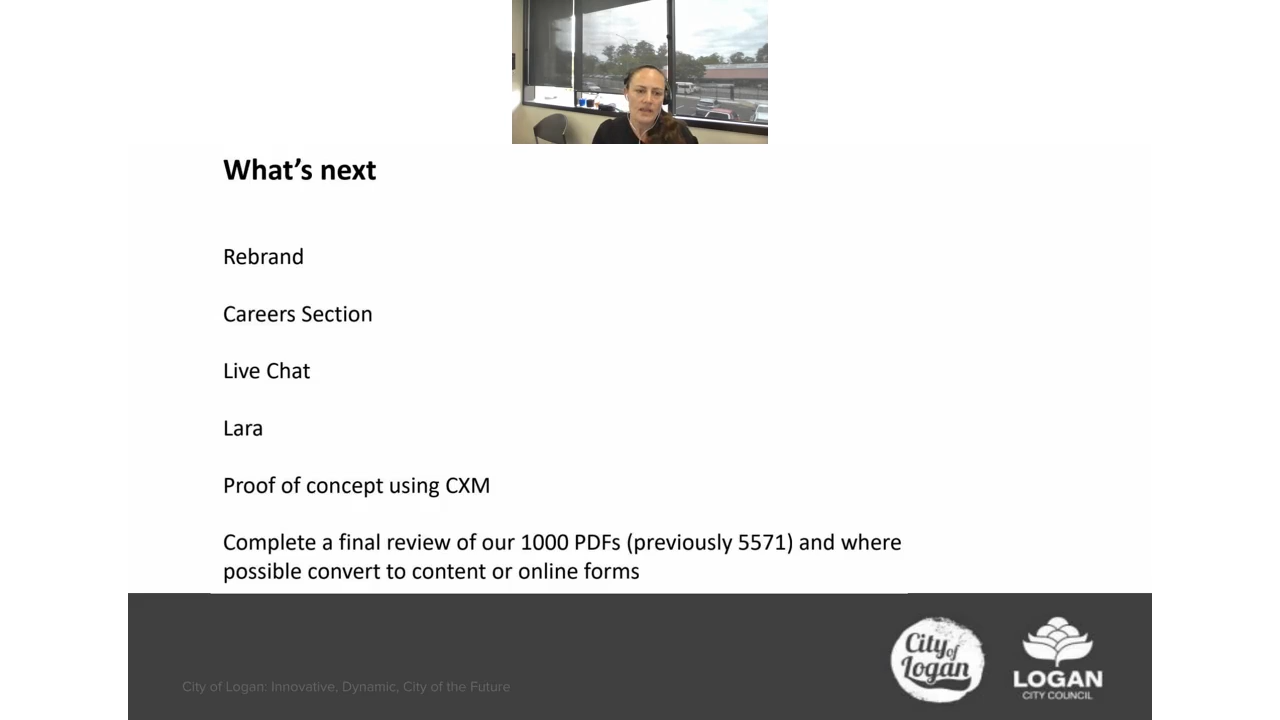 What’s next
Rebrand
Careers Section
Live Chat
Lara
Proof of concept using CXM
Complete a final review of our 1000 PDFs (previously 5571) and where
possible convert to content or online forms
City of Logan: Innovative, Dynamic, City of the Future
City of
Logan
LOGAN
CITY COUNCIL